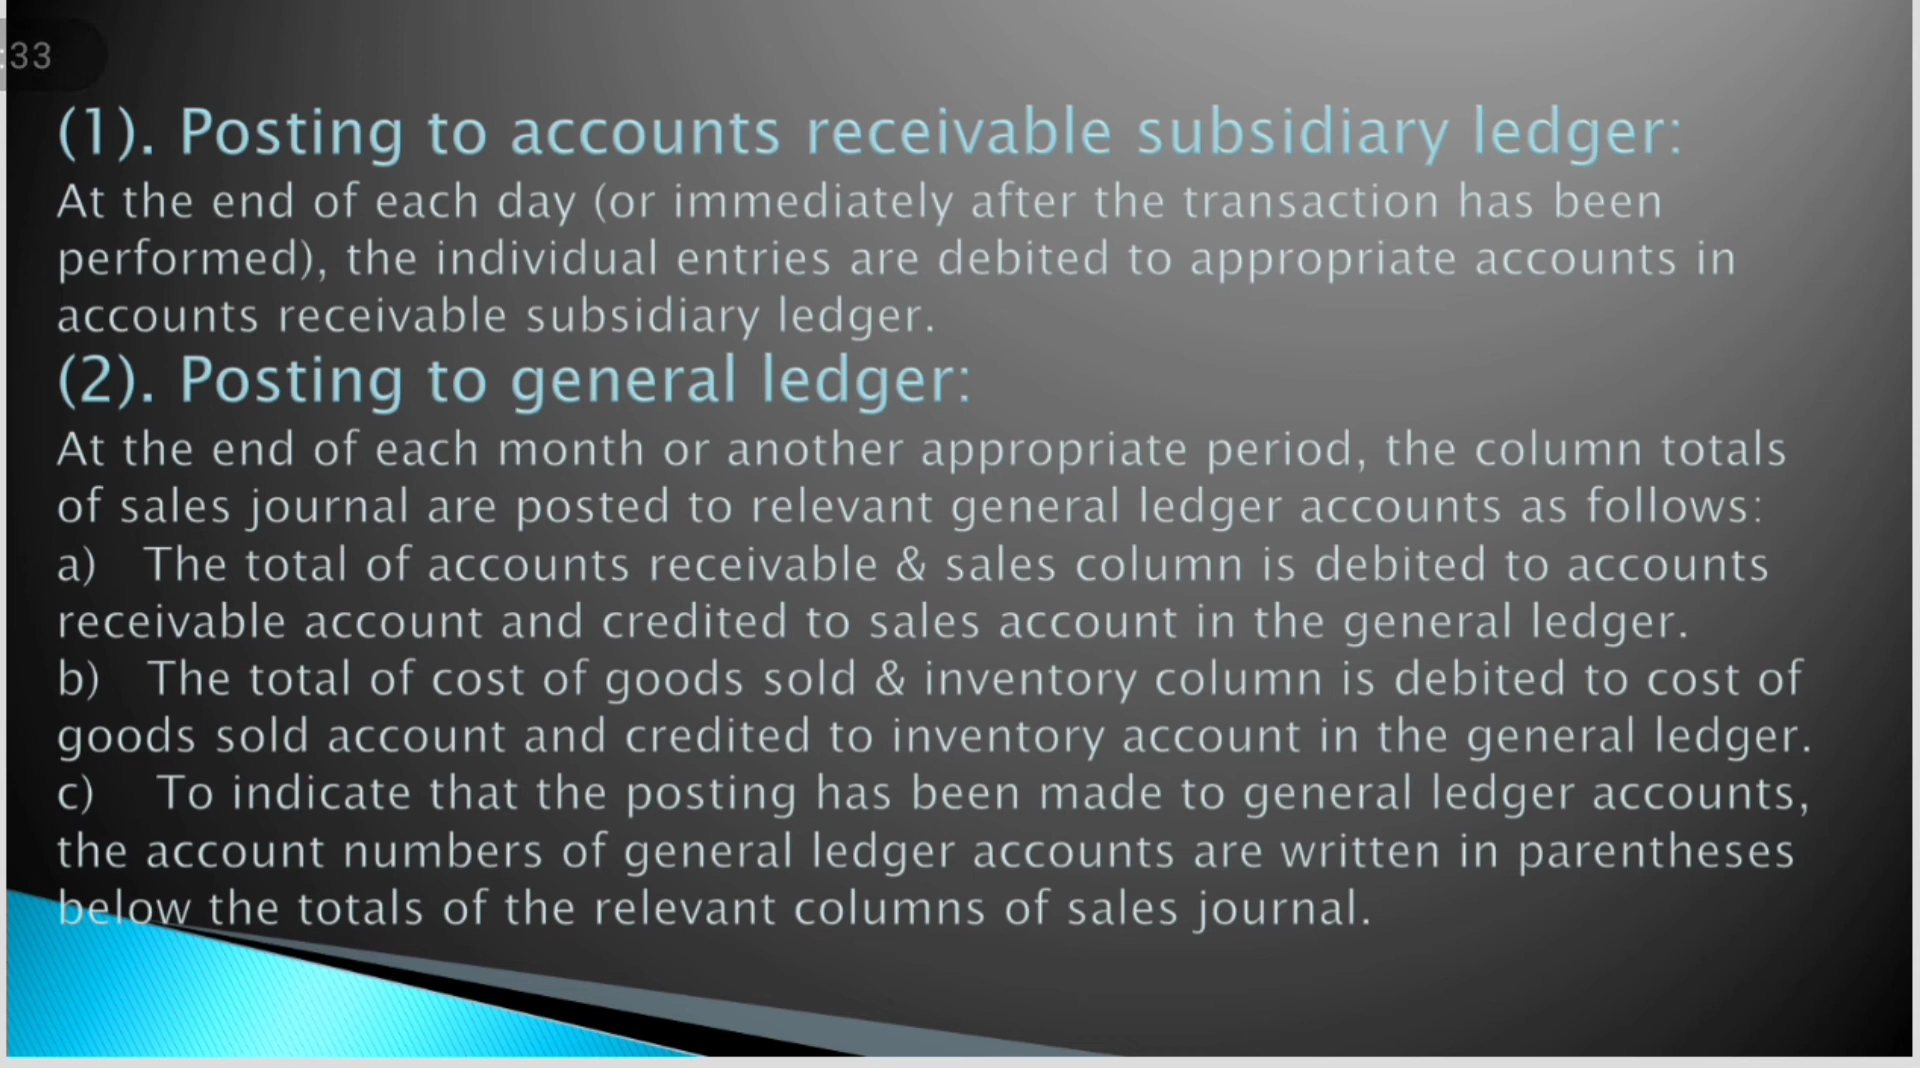 :33
(1). Posting to accounts receivable subsidiary ledger:
At the end of each day (or immediately after the transaction has been
performed), the individual entries are debited to appropriate accounts in
accounts receivable subsidiary ledger.
(2). Posting to general ledger:
At the end of each month or another appropriate period, the column totals
of sales journal are posted to relevant general ledger accounts as follows:
a) The total of accounts receivable & sales column is debited to accounts
receivable account and credited to sales account in the general ledger.
b) The total of cost of goods sold & inventory column is debited to cost of
goods sold account and credited to inventory account in the general ledger.
c) To indicate that the posting has been made to general ledger accounts,
the account numbers of general ledger accounts are written in parentheses
below the totals of the relevant columns of sales journal.